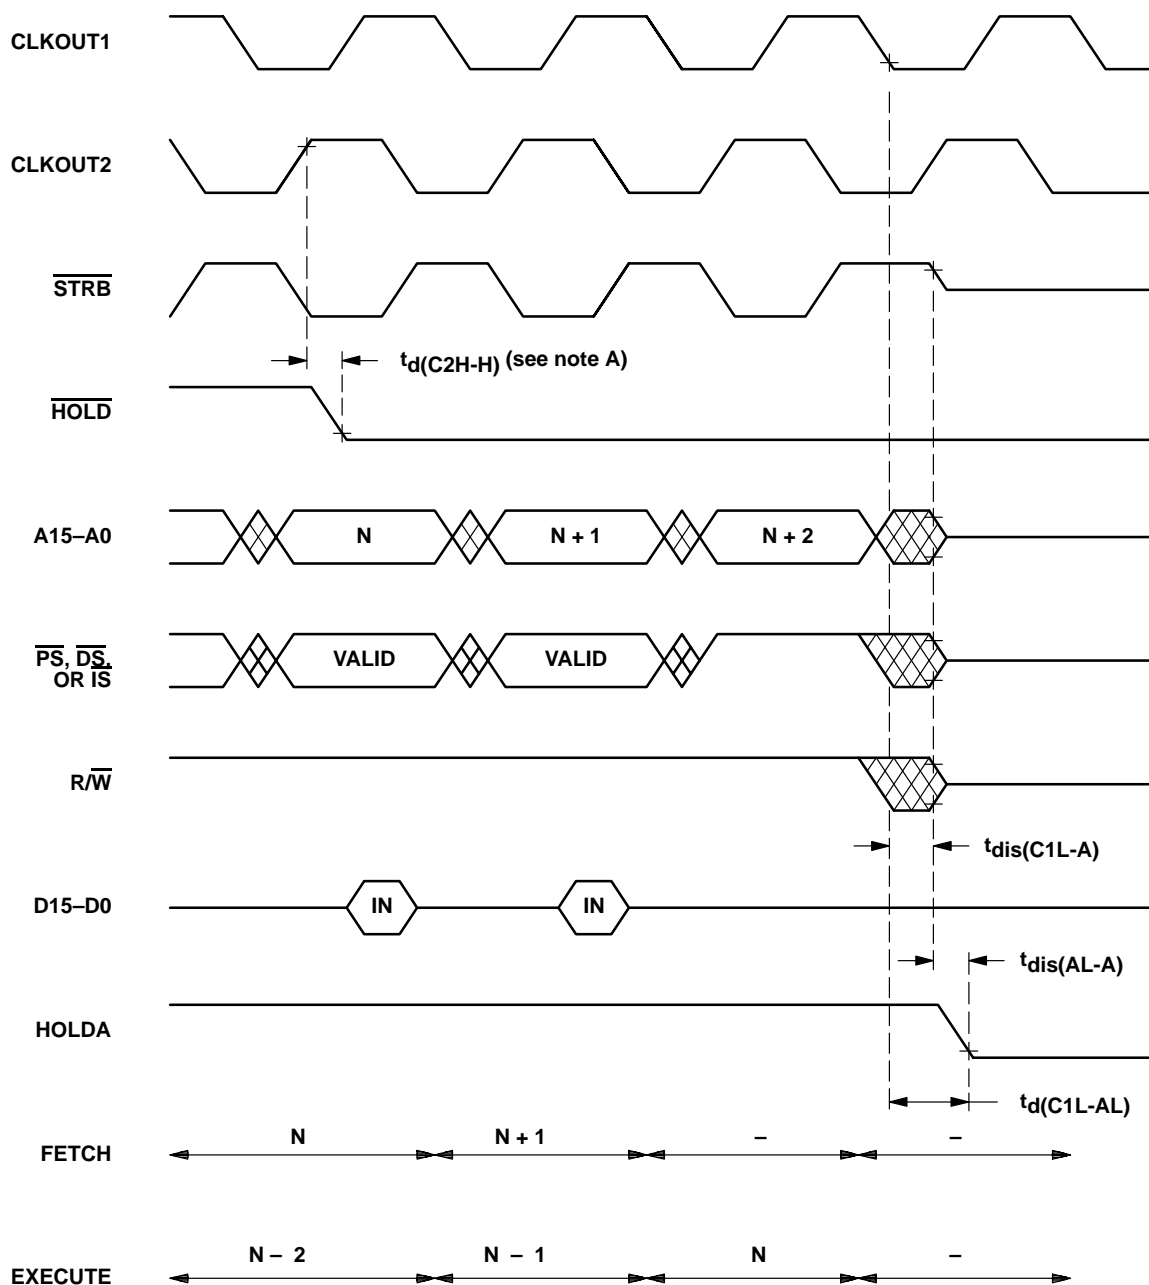 CLKOUT1
CLKOUT2
STRB
td(C2H-H) (see note A)
HOLD
A15–A0
N
N + 1
N + 2
PS, DS,
OR IS
VALID
VALID
R/W
tdis(C1L-A)
D15–D0
IN
IN
tdis(AL-A)
HOLDA
td(C1L-AL)
FETCH
N
N + 1
–
–
EXECUTE
N – 2
N – 1
N
–